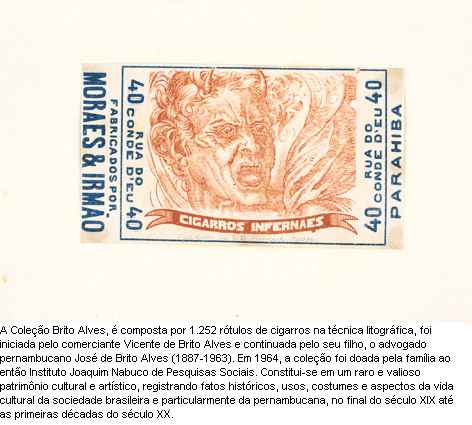 MORAES & IRMÃO
FABRICADOS POR-
40 RUA DO 40
CONDE D'EU
CIGARROS INFERNAES
RUA DO
40 CONDE D'EU 40
PARAHIBA
A Coleção Brito Alves, é composta por 1.252 rótulos de cigarros na técnica litográfica, foi
iniciada pelo comerciante Vicente de Brito Alves e continuada pelo seu filho, o advogado
pernambucano José de Brito Alves (1887-1963). Em 1964, a coleção foi doada pela família ao
então Instituto Joaquim Nabuco de Pesquisas Sociais. Constitui-se em um raro e valioso
patrimônio cultural e artístico, registrando fatos históricos, usos, costumes e aspectos da vida
cultural da sociedade brasileira e particularmente da pernambucana, no final do século XIX até
as primeiras décadas do século XX.